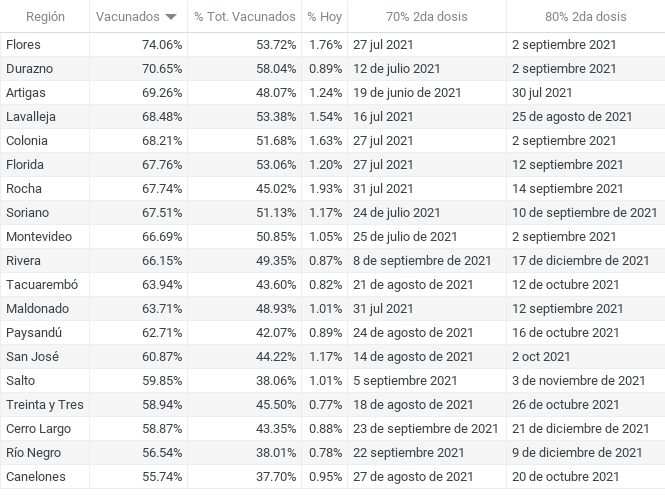 Región Vacunados % Tot. Vacunados % Hoy 70% 2da dosis 80% 2da dosis
Flores 74.06% 53.72% 1.76% 27 jul 2021 2 septiembre 2021
Durazno 70.65% 58.04% 0.89% 12 de julio 2021 2 septiembre 2021
Artigas 69.26% 48.07% 1.24% 19 de junio de 2021 30 jul 2021
Lavalleja 68.48% 53.38% 1.54% 16 jul 2021 25 de agosto de 2021
Colonia 68.21% 51.68% 1.63% 27 jul 2021 2 septiembre 2021
Florida 67.76% 53.06% 1.20% 27 jul 2021 12 septiembre 2021
Rocha 67.74% 45.02% 1.93% 31 jul 2021 14 septiembre 2021
Soriano 67.51% 51.13% 1.17% 24 de julio 2021 10 de septiembre de 2021
Montevideo 66.69% 50.85% 1.05% 25 de julio de 2021 2 septiembre 2021
Rivera 66.15% 49.35% 0.87% 8 de septiembre de 2021 17 de diciembre de 2021
Tacuarembó 63.94% 43.60% 0.82% 21 de agosto de 2021 12 de octubre 2021
Maldonado 63.71% 48.93% 1.01% 31 jul 2021 12 septiembre 2021
Paysandú 62.71% 42.07% 0.89% 24 de agosto de 2021 16 de octubre 2021
San José 60.87% 44.22% 1.17% 14 de agosto de 2021 2 oct 2021
Salto 59.85% 38.06% 1.01% 5 septiembre 2021 3 de noviembre de 2021
Treinta y Tres 58.94% 45.50% 0.77% 18 de agosto de 2021 26 de octubre 2021
Cerro Largo 58.87% 43.35% 0.88% 23 de septiembre de 2021 21 de diciembre de 2021
Río Negro 56.54% 38.01% 0.78% 22 septiembre 2021 9 de diciembre de 2021
Canelones 55.74% 37.70% 0.95% 27 de agosto de 2021 20 de octubre 2021